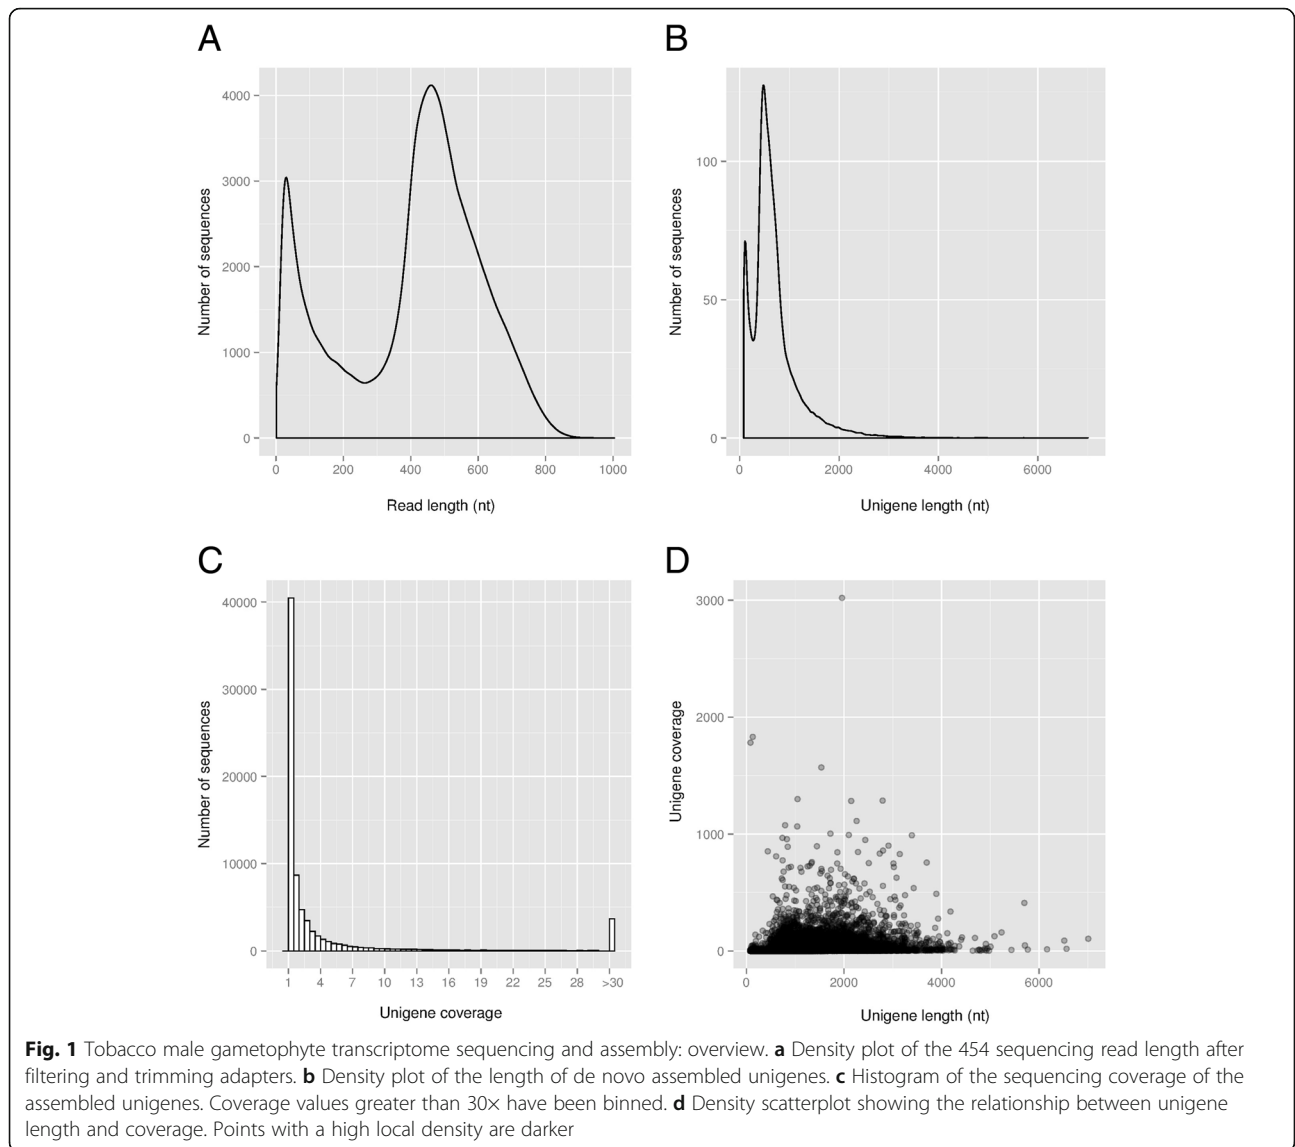 A
B
4000
3000
2000
1000
0
Number of sequences
0 200 400 600 800 1000
Read length (nt)
100
50
0
Number of sequences
0 2000 4000 6000
Unigene length (nt)
C
D
40000
30000
20000
10000
0
Number of sequences
1 4 7 10 13 16 19 22 25 28 >30
Unigene coverage
3000
2000
1000
0
Unigene coverage
0 2000 4000 6000
Unigene length (nt)
Fig. 1 Tobacco male gametophyte transcriptome sequencing and assembly: overview. a Density plot of the 454 sequencing read length after
filtering and trimming adapters. b Density plot of the length of de novo assembled unigenes. c Histogram of the sequencing coverage of the
assembled unigenes. Coverage values greater than 30× have been binned. d Density scatterplot showing the relationship between unigene
length and coverage. Points with a high local density are darker